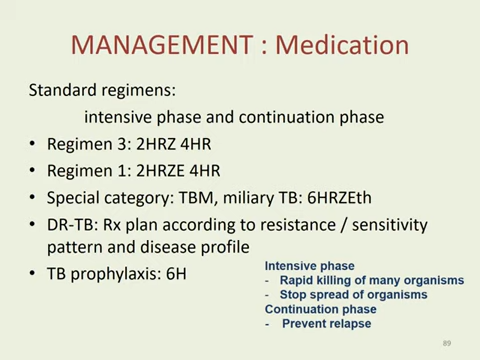 MANAGEMENT : Medication
Standard regimens:
intensive phase and continuation phase
• Regimen 3: 2HRZ 4HR
• Regimen 1: 2HRZE 4HR
• Special category: TBM, miliary TB: 6HRZEth
• DR-TB: Rx plan according to resistance / sensitivity
pattern and disease profile
• TB prophylaxis: 6H
Intensive phase
- Rapid killing of many organisms
- Stop spread of organisms
Continuation phase
- Prevent relapse
89